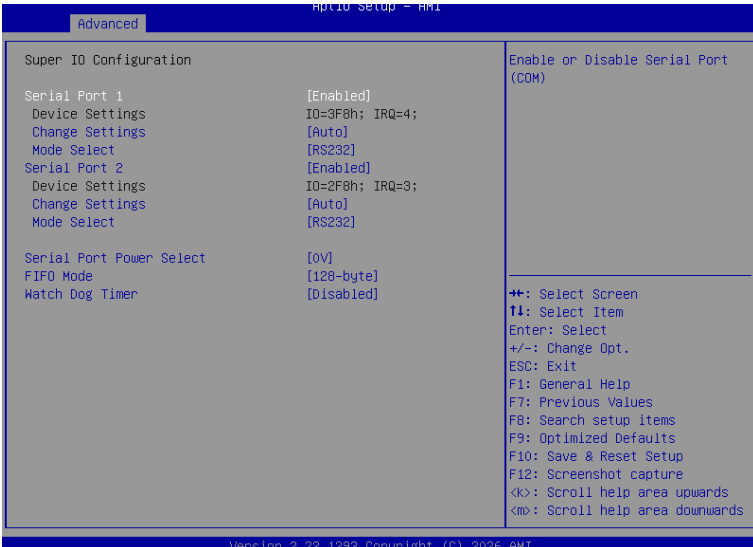 Aptio Setup - AMI
Advanced
Super IO Configuration
Serial Port 1 [Enabled]
Device Settings IO=3F8h; IRQ=4;
Change Settings [Auto]
Mode Select [RS232]
Serial Port 2 [Enabled]
Device Settings IO=2F8h; IRQ=3;
Change Settings [Auto]
Mode Select [RS232]
Serial Port Power Select [0V]
FIFO Mode [128-byte]
Watch Dog Timer [Disabled]
Enable or Disable Serial Port
(COM)
→←: Select Screen
↑↓: Select Item
Enter: Select
+/-: Change Opt.
ESC: Exit
F1: General Help
F7: Previous Values
F8: Search setup items
F9: Optimized Defaults
F10: Save & Reset Setup
F12: Screenshot capture
<k>: Scroll help area upwards
<m>: Scroll help area downwards
Version 2.22.1293 Copyright (C) 2026 AMI